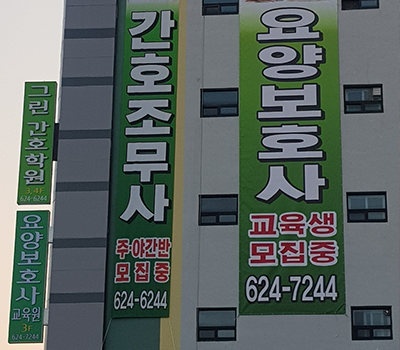 그린 간호학원
3,4F
624-6244
요양보호사
교육원
3F
624-7244
간호조무사
주·야간반
모집중
624-6244
요양보호사
교육생
모집중
624-7244